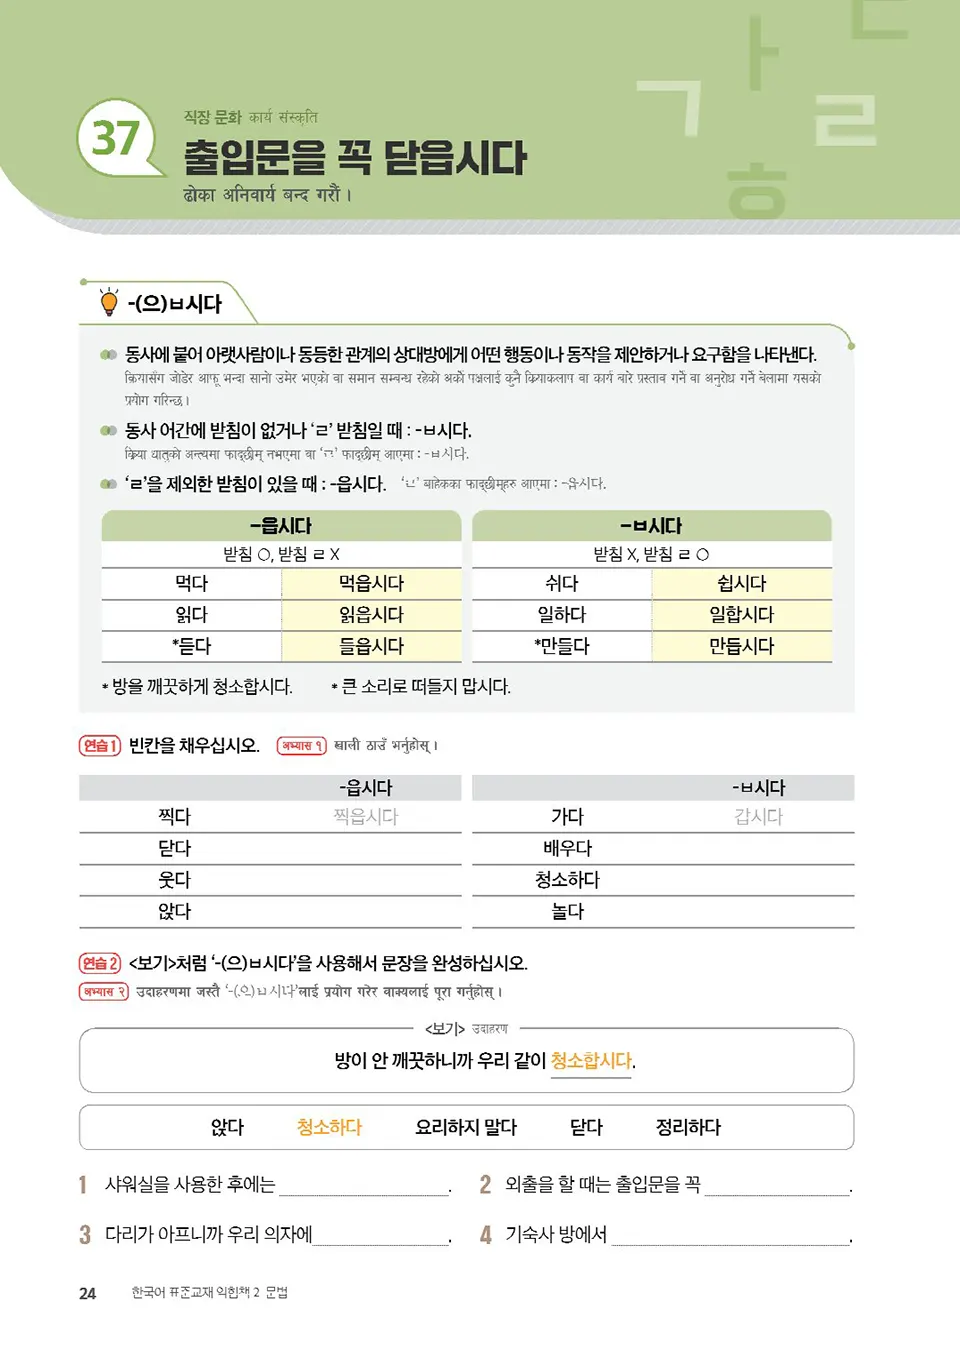 37
직장 문화 कार्य संस्कृति
출입문을 꼭 닫읍시다
ढोका अनिवार्य बन्द गरौं ।
ㄱ ㅏ ㄹ ㅎ
-(으)ㅂ시다
동사에 붙어 아랫사람이나 동등한 관계의 상대방에게 어떤 행동이나 동작을 제안하거나 요구함을 나타낸다.
क्रियासँग जोडेर आफू भन्दा सानो उमेर भएको वा समान सम्बन्ध रहेको अर्को पक्षलाई कुनै क्रियाकलाप वा कार्य बारे प्रस्ताव गर्ने वा अनुरोध गर्ने बेलामा यसको
प्रयोग गरिन्छ ।
동사 어간에 받침이 없거나 ‘ㄹ’ 받침일 때 : -ㅂ시다.
क्रिया धातुको अन्त्यमा फाद्छीम् नभएमा वा ‘ㄹ’ फाद्छीम् आएमा : -ㅂ시다.
‘ㄹ’을 제외한 받침이 있을 때 : -읍시다. ‘ㄹ’ बाहेकका फाद्छीम्हरु आएमा : -읍시다.
-읍시다 -ㅂ시다
받침 O, 받침 ㄹ X 받침 X, 받침 ㄹ O
먹다 먹읍시다 쉬다 쉽시다
읽다 읽읍시다 일하다 일합시다
*듣다 들읍시다 *만들다 만듭시다
* 방을 깨끗하게 청소합시다. * 큰 소리로 떠들지 맙시다.
연습 1 빈칸을 채우십시오. अभ्यास १ खाली ठाउँ भर्नुहोस् ।
-읍시다 -ㅂ시다
찍다 찍읍시다 가다 갑시다
닫다 배우다
웃다 청소하다
앉다 놀다
연습 2 <보기>처럼 ‘-(으)ㅂ시다’을 사용해서 문장을 완성하십시오.
अभ्यास २ उदाहरणमा जस्तै ‘-(으)ㅂ시다’लाई प्रयोग गरेर वाक्यलाई पूरा गर्नुहोस् ।
<보기> उदाहरण
방이 안 깨끗하니까 우리 같이 청소합시다.
앉다 청소하다 요리하지 말다 닫다 정리하다
1 샤워실을 사용한 후에는 ____________.
2 외출을 할 때는 출입문을 꼭 ____________.
3 다리가 아프니까 우리 의자에____________.
4 기숙사 방에서 ____________.
24 한국어 표준교재 익힘책 2 문법